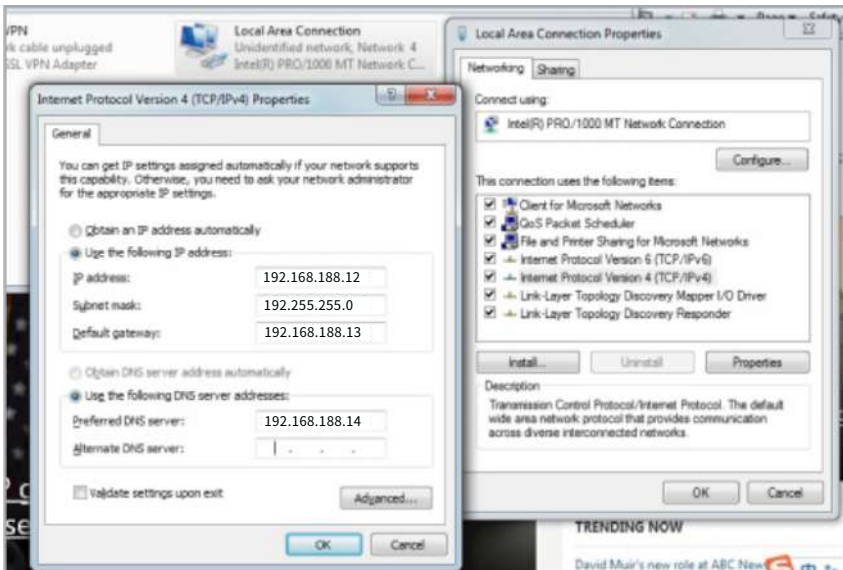 VPN
Local Area Connection
Unidentified network, Network 4
Intel(R) PRO/1000 MT Network C...
cable unplugged
SSL VPN Adapter
Local Area Connection Properties
Networking
Sharing
Connect using:
Intel(R) PRO/1000 MT Network Connection
Configure...
This connection uses the following items:
Client for Microsoft Networks
QoS Packet Scheduler
File and Printer Sharing for Microsoft Networks
Internet Protocol Version 6 (TCP/IPv6)
Internet Protocol Version 4 (TCP/IPv4)
Link-Layer Topology Discovery Mapper I/O Driver
Link-Layer Topology Discovery Responder
Install...
Uninstall
Properties
Description
Transmission Control Protocol/Internet Protocol. The default
wide area network protocol that provides communication
across diverse interconnected networks.
OK
Cancel
Internet Protocol Version 4 (TCP/IPv4) Properties
General
You can get IP settings assigned automatically if your network supports
this capability. Otherwise, you need to ask your network administrator
for the appropriate IP settings.
Obtain an IP address automatically
Use the following IP address:
IP address: 192.168.188.12
Subnet mask: 192.255.255.0
Default gateway: 192.168.188.13
Obtain DNS server address automatically
Use the following DNS server addresses:
Preferred DNS server: 192.168.188.14
Alternate DNS server: . . .
Validate settings upon exit
Advanced...
OK
Cancel
TRENDING NOW
David Muir's new role at ABC New